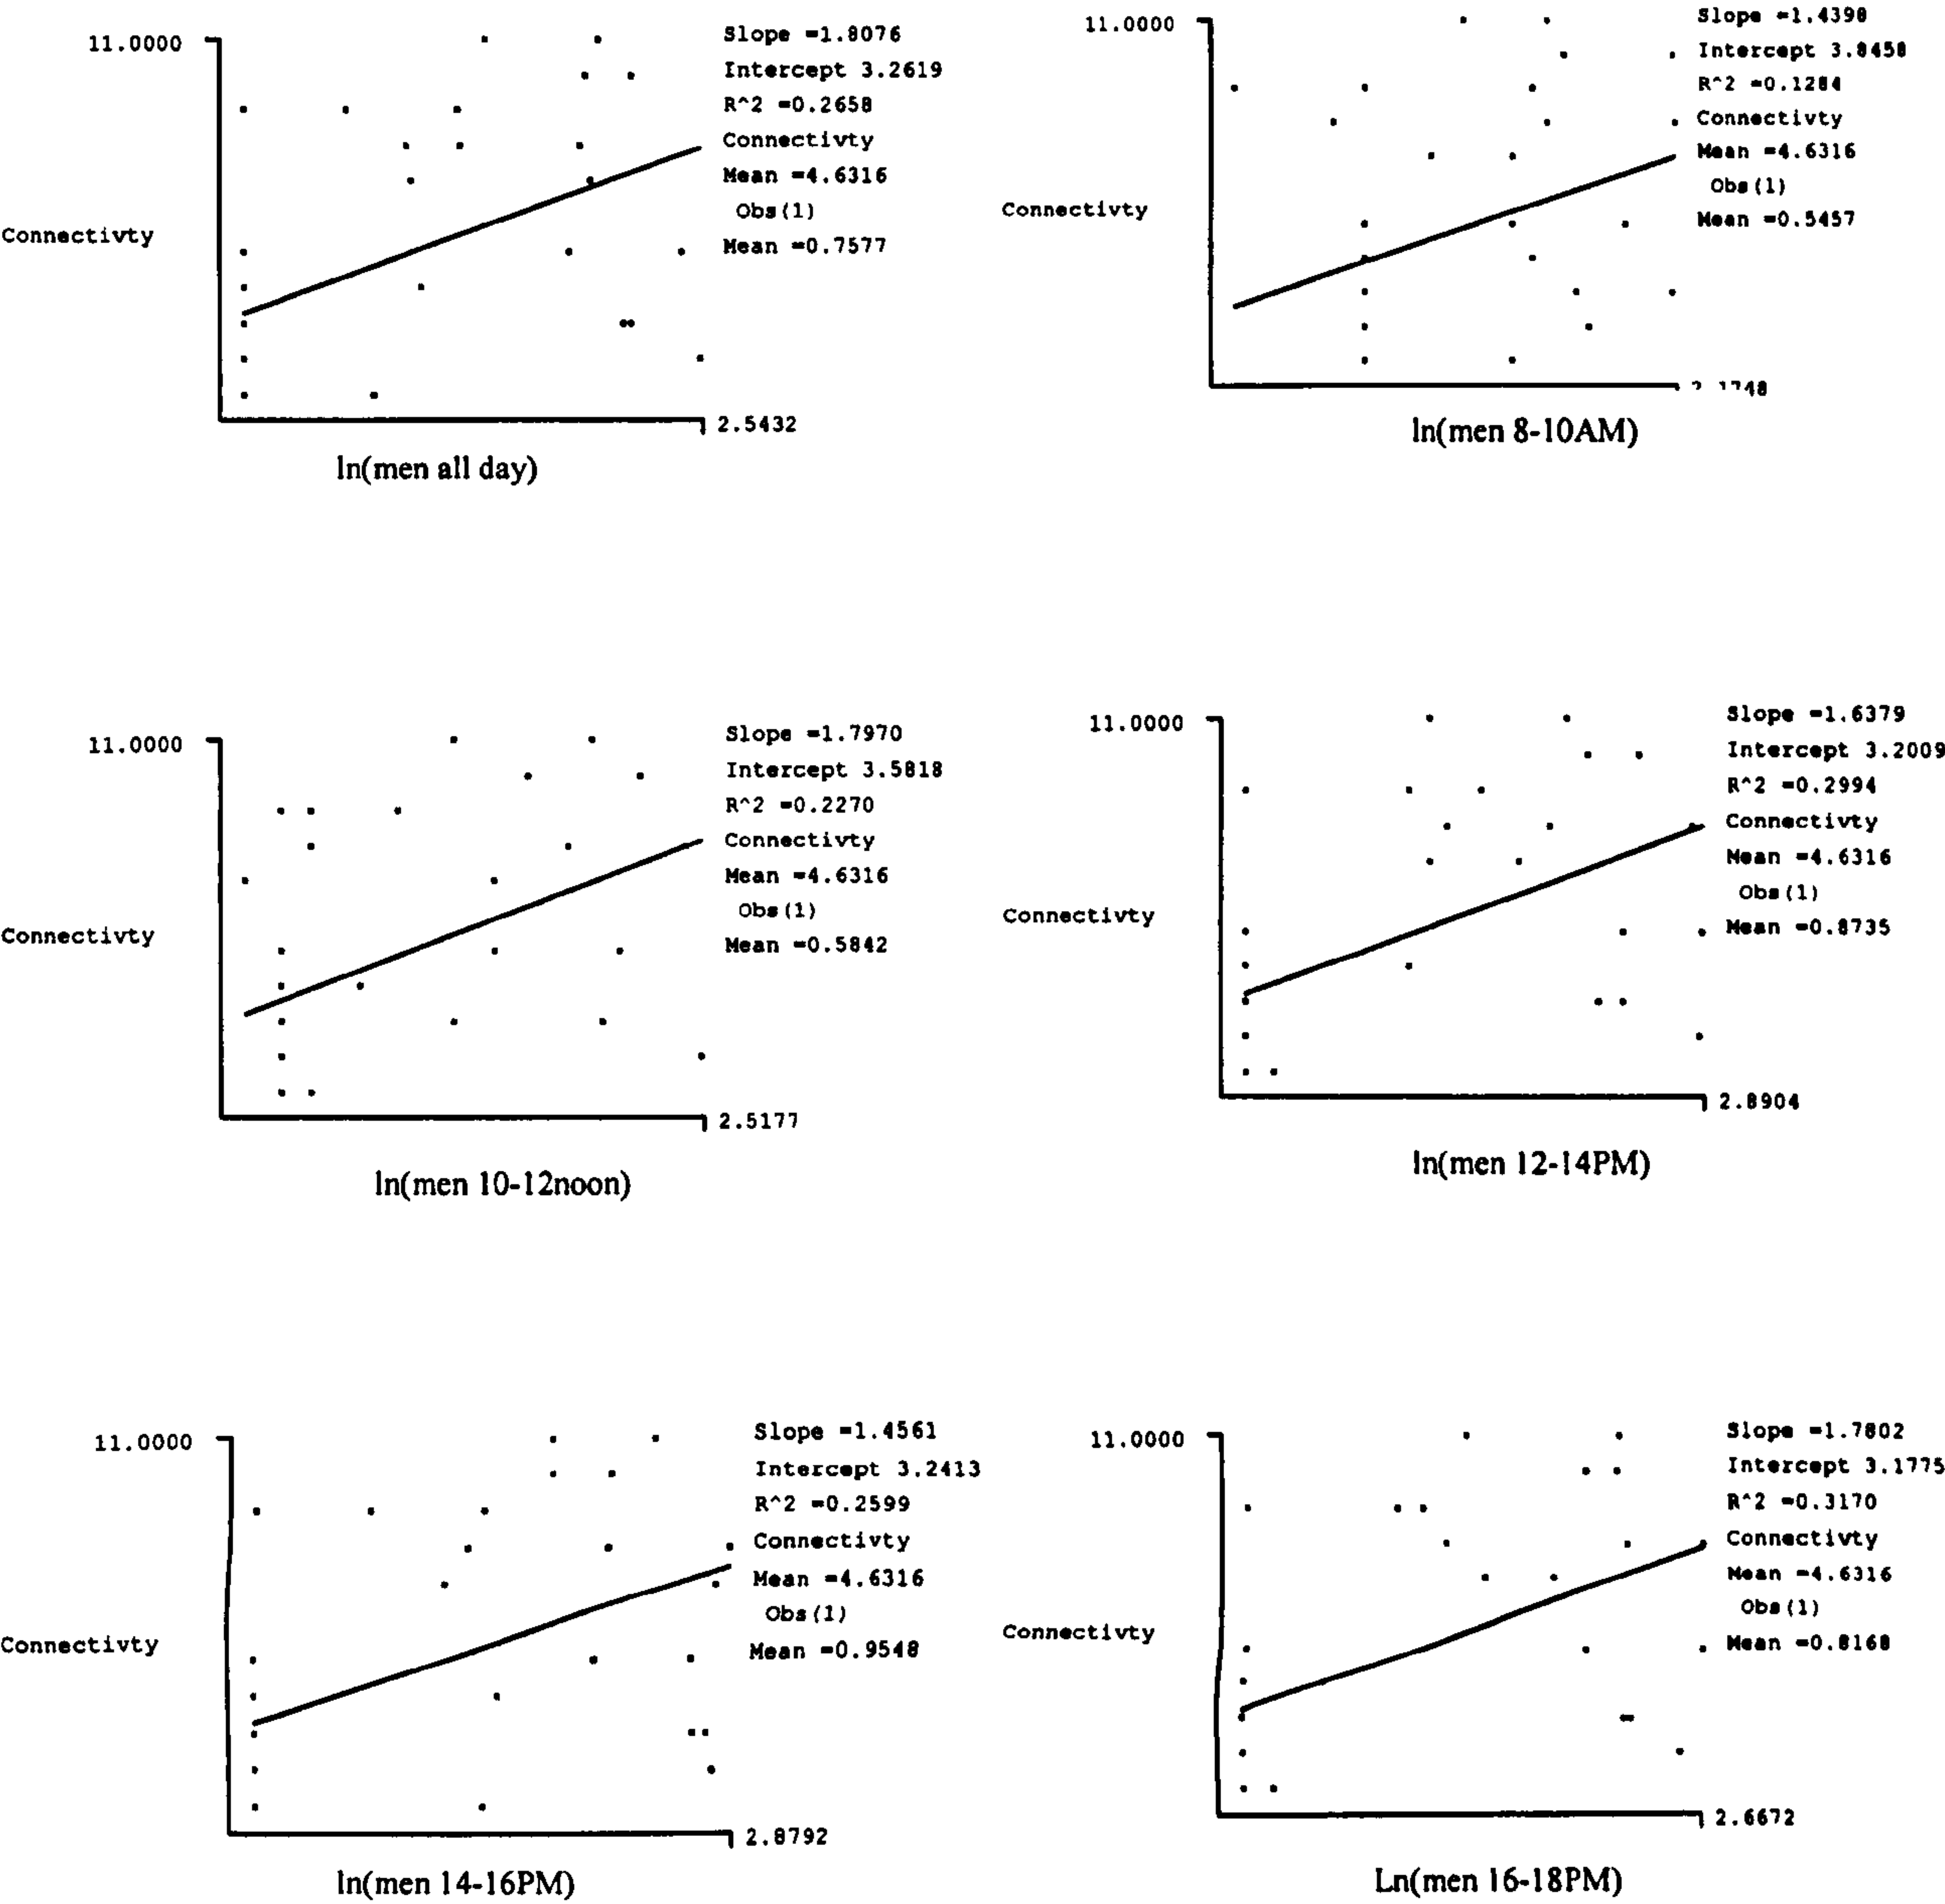 11.0000
Slope =1.8076
Intercept 3.2619
R^2 =0.2658
Connectivty
Mean =4.6316
Obs(1)
Mean =0.7577
Connectivty
2.5432
ln(men all day)
11.0000
Slope =1.4398
Intercept 3.8458
R^2 =0.1284
Connectivty
Mean =4.6316
Obs(1)
Mean =0.5457
Connectivty
ln(men 8-10AM)
11.0000
Slope =1.7970
Intercept 3.5818
R^2 =0.2270
Connectivty
Mean =4.6316
Obs(1)
Mean =0.5842
Connectivty
2.5177
ln(men 10-12noon)
11.0000
Slope =1.6379
Intercept 3.2009
R^2 =0.2994
Connectivty
Mean =4.6316
Obs(1)
Mean =0.8735
Connectivty
2.8904
ln(men 12-14PM)
11.0000
Slope =1.4561
Intercept 3.2413
R^2 =0.2599
Connectivty
Mean =4.6316
Obs(1)
Mean =0.9548
Connectivty
2.8792
ln(men 14-16PM)
11.0000
Slope =1.7802
Intercept 3.1775
R^2 =0.3170
Connectivty
Mean =4.6316
Obs(1)
Mean =0.8168
Connectivty
2.6672
Ln(men 16-18PM)